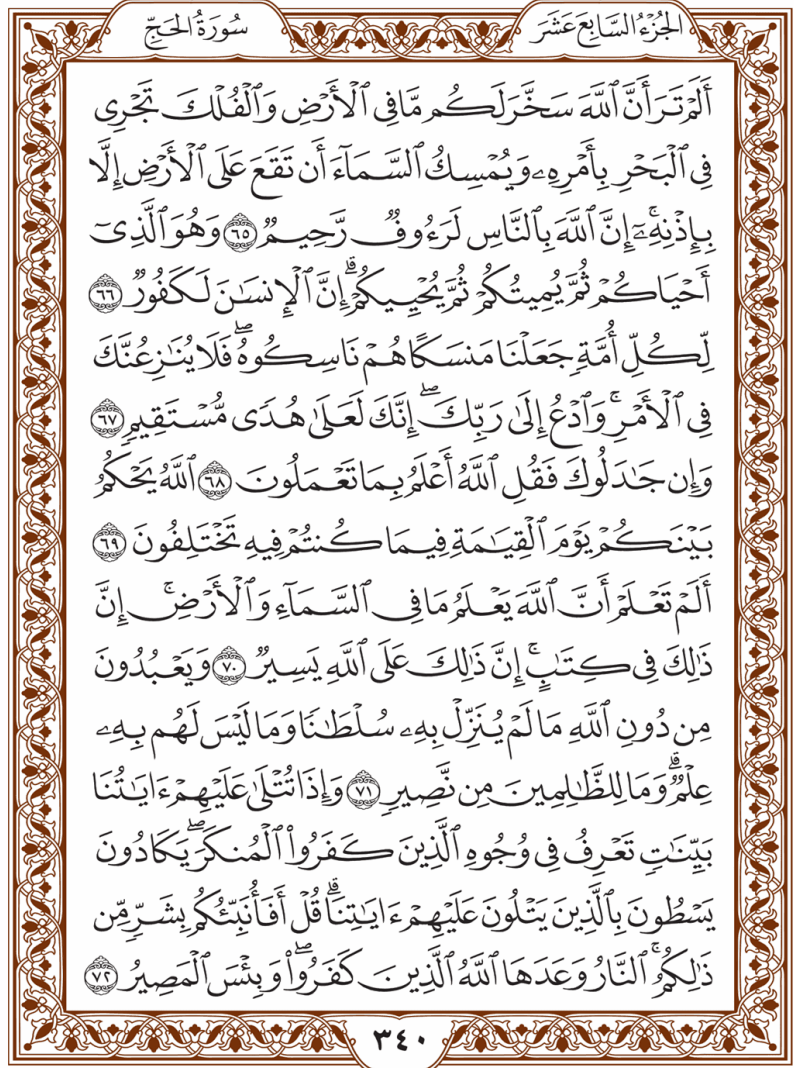 الجُزْءُ السَّابِعَ عَشَرَ
سُورَةُ الحَجِّ
أَلَمْ تَرَ أَنَّ ٱللَّهَ سَخَّرَ لَكُم مَّا فِى ٱلْأَرْضِ وَٱلْفُلْكَ تَجْرِى
فِى ٱلْبَحْرِ بِأَمْرِهِۦ وَيُمْسِكُ ٱلسَّمَآءَ أَن تَقَعَ عَلَى ٱلْأَرْضِ إِلَّا
بِإِذْنِهِۦٓ ۚ إِنَّ ٱللَّهَ بِٱلنَّاسِ لَرَءُوفٌ رَّحِيمٌ ٦٥ وَهُوَ ٱلَّذِىٓ
أَحْيَاكُمْ ثُمَّ يُمِيتُكُمْ ثُمَّ يُحْيِيكُمْ ۗ إِنَّ ٱلْإِنسَٰنَ لَكَفُورٌ ٦٦
لِّكُلِّ أُمَّةٍ جَعَلْنَا مَنسَكًا هُمْ نَاسِكُوهُ ۖ فَلَا يُنَٰزِعُنَّكَ
فِى ٱلْأَمْرِ ۚ وَٱدْعُ إِلَىٰ رَبِّكَ ۖ إِنَّكَ لَعَلَىٰ هُدًى مُّسْتَقِيمٍ ٦٧
وَإِن جَٰدَلُوكَ فَقُلِ ٱللَّهُ أَعْلَمُ بِمَا تَعْمَلُونَ ٦٨ ٱللَّهُ يَحْكُمُ
بَيْنَكُمْ يَوْمَ ٱلْقِيَٰمَةِ فِيمَا كُنتُمْ فِيهِ تَخْتَلِفُونَ ٦٩
أَلَمْ تَعْلَمْ أَنَّ ٱللَّهَ يَعْلَمُ مَا فِى ٱلسَّمَآءِ وَٱلْأَرْضِ ۚ إِنَّ
ذَٰلِكَ فِى كِتَٰبٍ ۚ إِنَّ ذَٰلِكَ عَلَى ٱللَّهِ يَسِيرٌ ٧٠ وَيَعْبُدُونَ
مِن دُونِ ٱللَّهِ مَا لَمْ يُنَزِّلْ بِهِۦ سُلْطَٰنًا وَمَا لَيْسَ لَهُم بِهِۦ
عِلْمٌ ۗ وَمَا لِلظَّٰلِمِينَ مِن نَّصِيرٍ ٧١ وَإِذَا تُتْلَىٰ عَلَيْهِمْ ءَايَٰتُنَا
بَيِّنَٰتٍ تَعْرِفُ فِى وُجُوهِ ٱلَّذِينَ كَفَرُوا۟ ٱلْمُنكَرَ ۖ يَكَادُونَ
يَسْطُونَ بِٱلَّذِينَ يَتْلُونَ عَلَيْهِمْ ءَايَٰتِنَا ۗ قُلْ أَفَأُنَبِّئُكُم بِشَرٍّ مِّن
ذَٰلِكُمُ ۚ ٱلنَّارُ وَعَدَهَا ٱللَّهُ ٱلَّذِينَ كَفَرُوا۟ ۖ وَبِئْسَ ٱلْمَصِيرُ ٧٢
٣٤٠